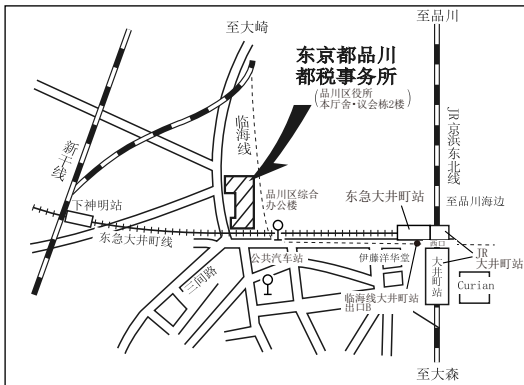 至品川
至大崎
东京都品川
都税事务所
(品川区役所
本厅舍·议会栋2楼)
临海线
JR京浜东北线
新干线
品川区综合
办公楼
东急大井町站
至品川海边
下神明站
东急大井町线
西口
公共汽车站
伊藤洋华堂
JR
大井町站
三间路
大井町站
Curian
临海线大井町站
出口B
至大森